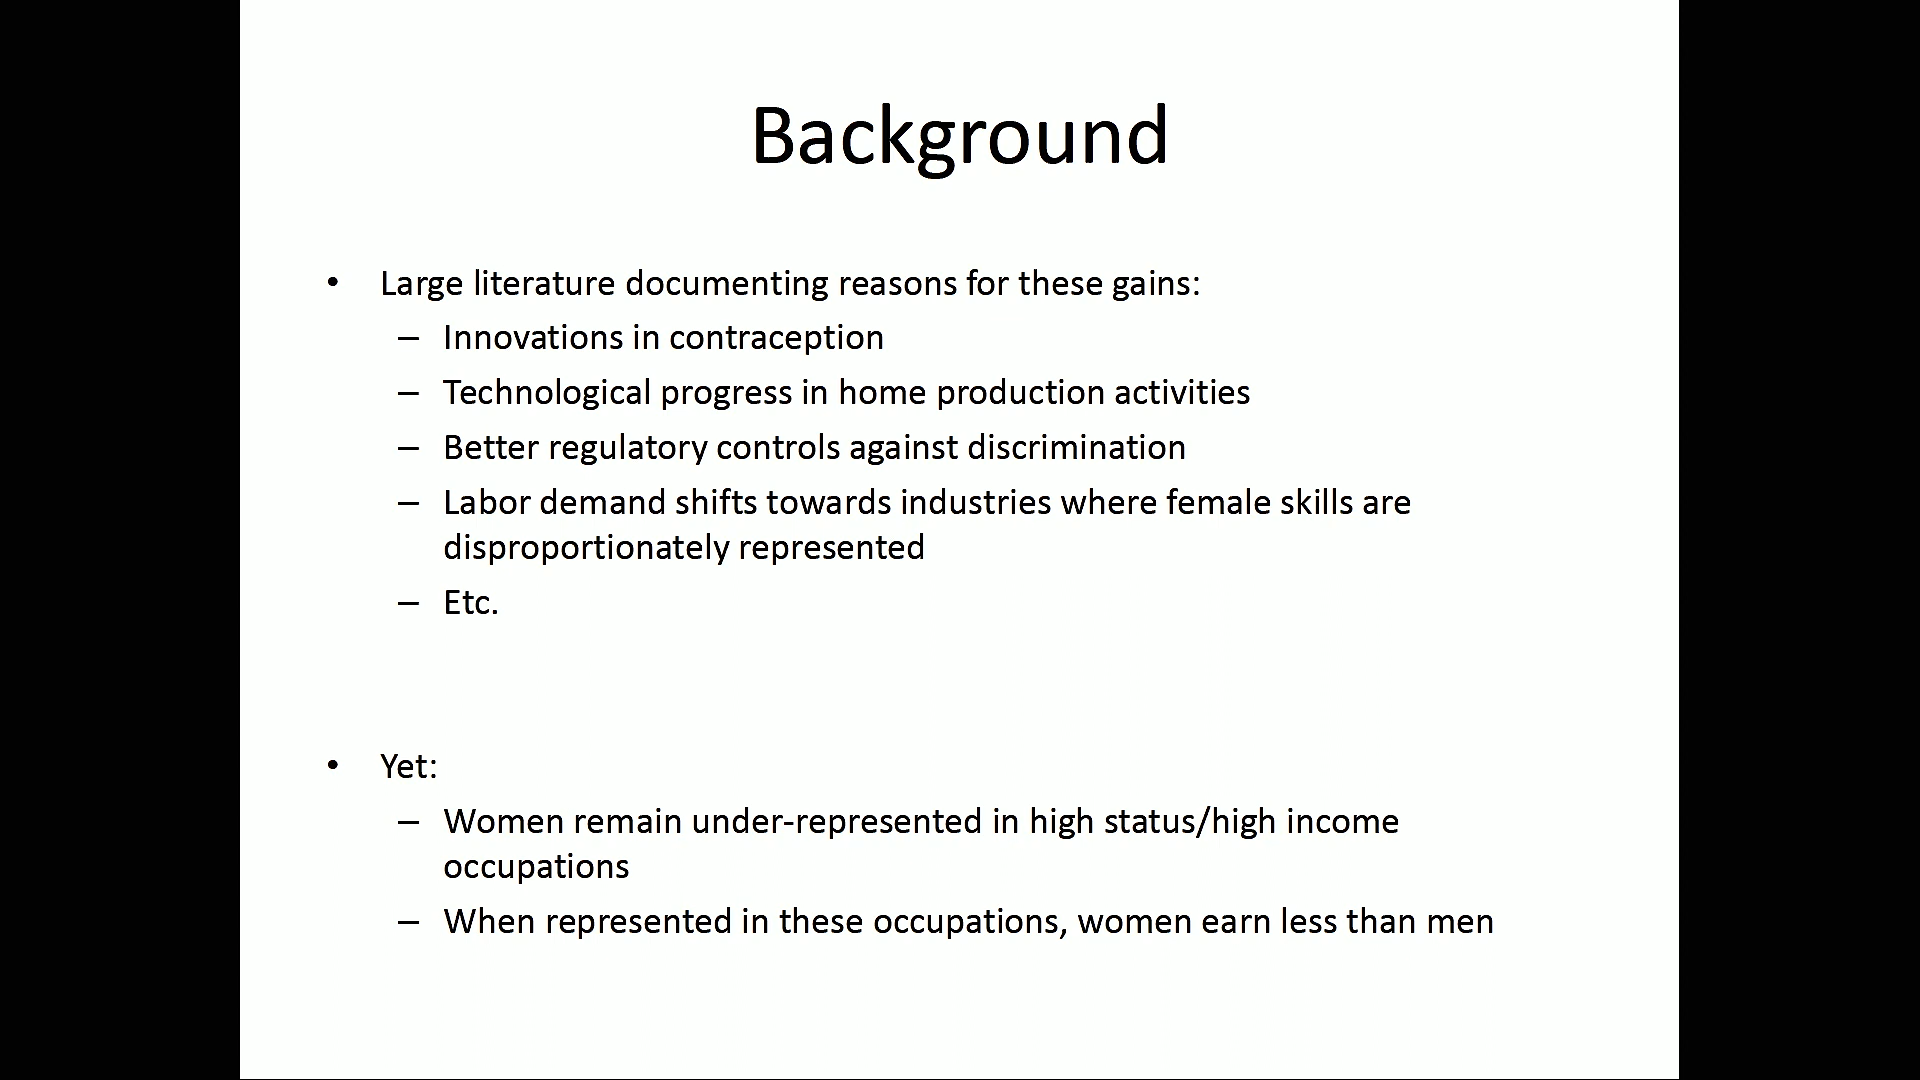 Background
• Large literature documenting reasons for these gains:
– Innovations in contraception
– Technological progress in home production activities
– Better regulatory controls against discrimination
– Labor demand shifts towards industries where female skills are
disproportionately represented
– Etc.
• Yet:
– Women remain under-represented in high status/high income
occupations
– When represented in these occupations, women earn less than men